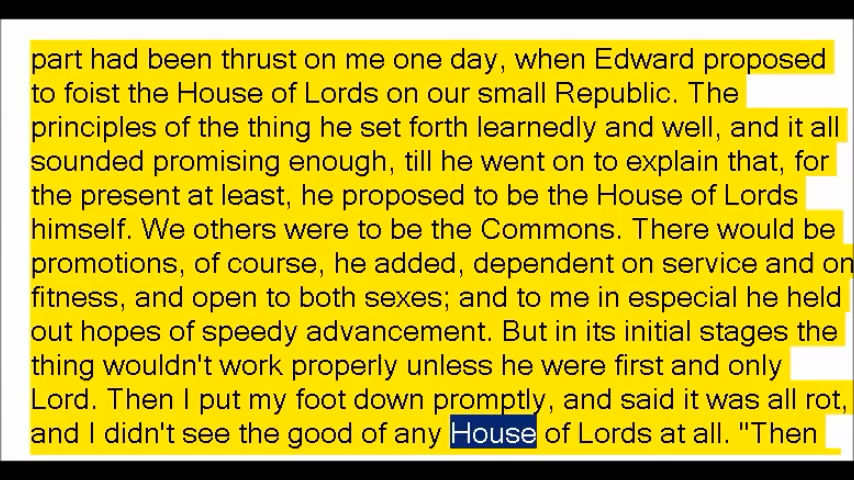 part had been thrust on me one day, when Edward proposed
to foist the House of Lords on our small Republic. The
principles of the thing he set forth learnedly and well, and it all
sounded promising enough, till he went on to explain that, for
the present at least, he proposed to be the House of Lords
himself. We others were to be the Commons. There would be
promotions, of course, he added, dependent on service and on
fitness, and open to both sexes; and to me in especial he held
out hopes of speedy advancement. But in its initial stages the
thing wouldn't work properly unless he were first and only
Lord. Then I put my foot down promptly, and said it was all rot,
and I didn't see the good of any House of Lords at all. "Then